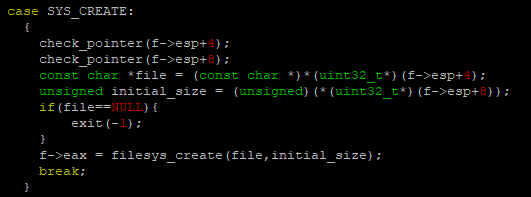 case SYS_CREATE:
{
check_pointer(f->esp+4);
check_pointer(f->esp+8);
const char *file = (const char *)*(uint32_t*)(f->esp+4);
unsigned initial_size = (unsigned)(*(uint32_t*)(f->esp+8));
if(file==NULL){
exit(-1);
}
f->eax = filesys_create(file,initial_size);
break;
}